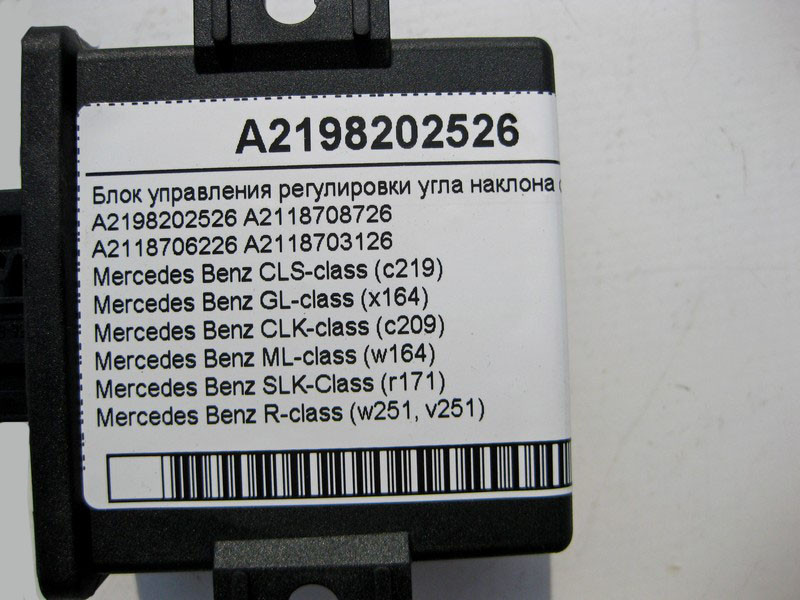 A2198202526
Блок управления регулировки угла наклона
A2198202526 A2118708726
A2118706226 A2118703126
Mercedes Benz CLS-class (c219)
Mercedes Benz GL-class (x164)
Mercedes Benz CLK-class (c209)
Mercedes Benz ML-class (w164)
Mercedes Benz SLK-Class (r171)
Mercedes Benz R-class (w251, v251)